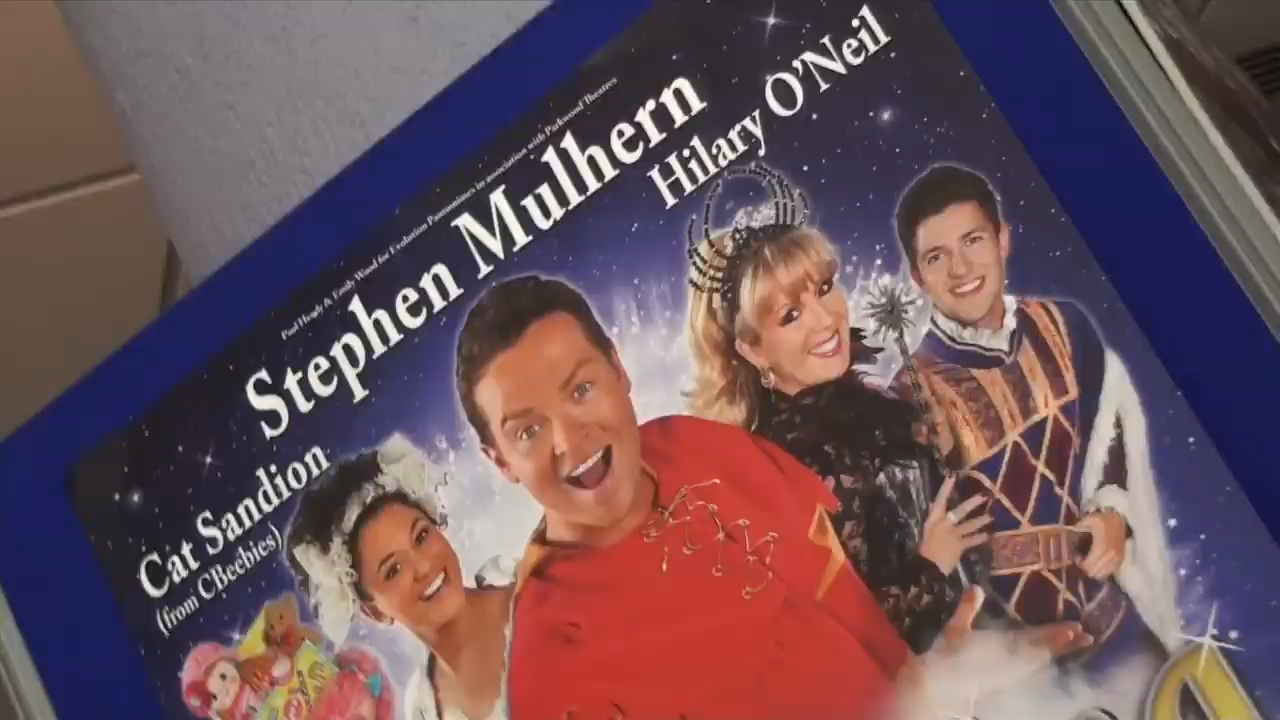 Paul Hendy & Emily Wood for Evolution Pantomimes in association with Parkwood Theatres
Stephen Mulhern
Hilary O'Neil
Cat Sandion
(from CBeebies)